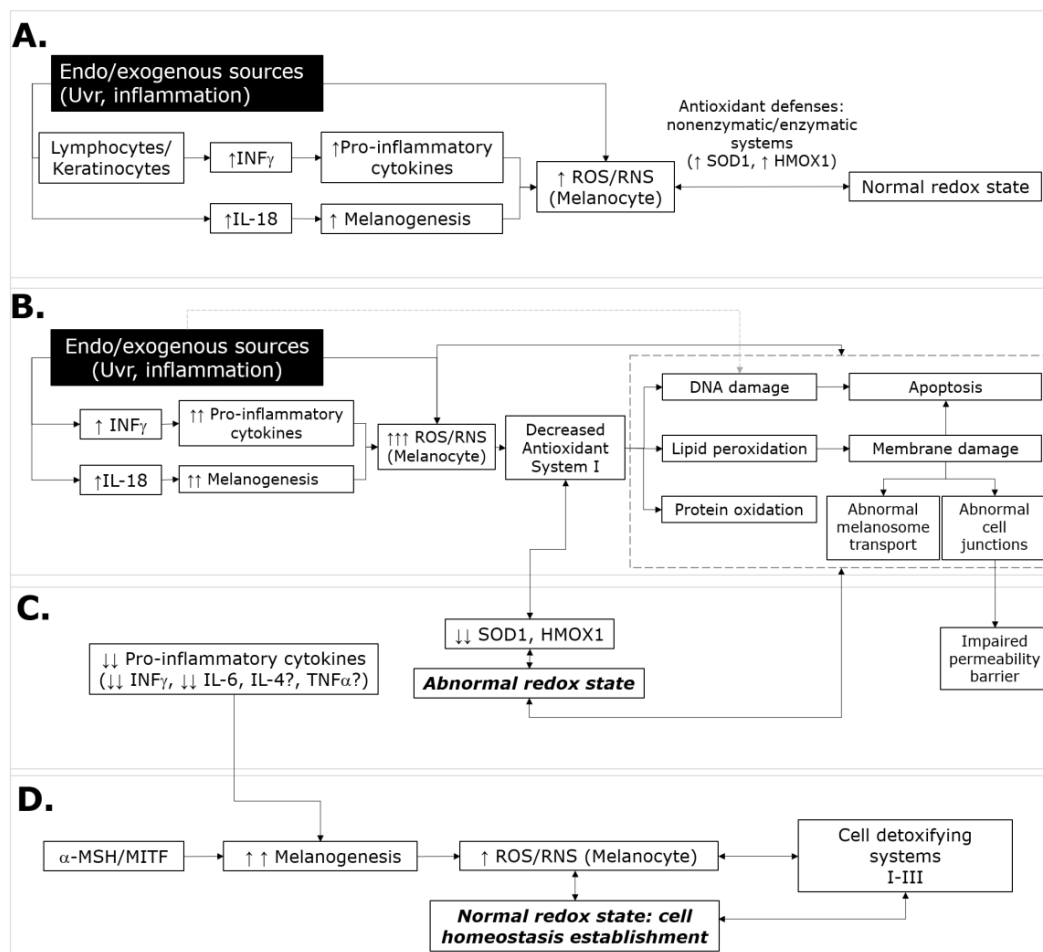 A.
Endo/exogenous sources
(Uvr, inflammation)
Lymphocytes/
Keratinocytes
↑INFγ
↑Pro-inflammatory
cytokines
↑IL-18
↑ Melanogenesis
↑ ROS/RNS
(Melanocyte)
Antioxidant defenses:
nonenzymatic/enzymatic
systems
(↑ SOD1, ↑ HMOX1)
Normal redox state
B.
Endo/exogenous sources
(Uvr, inflammation)
↑ INFγ
↑↑ Pro-inflammatory
cytokines
↑IL-18
↑↑ Melanogenesis
↑↑↑ ROS/RNS
(Melanocyte)
Decreased
Antioxidant
System I
DNA damage
Apoptosis
Lipid peroxidation
Membrane damage
Protein oxidation
Abnormal
melanosome
transport
Abnormal
cell
junctions
C.
↓↓ Pro-inflammatory cytokines
(↓↓ INFγ, ↓↓ IL-6, IL-4?, TNFα?)
↓↓ SOD1, HMOX1
Abnormal redox state
Impaired
permeability
barrier
D.
α-MSH/MITF
↑ ↑ Melanogenesis
↑ ROS/RNS (Melanocyte)
Cell detoxifying
systems
I-III
Normal redox state: cell
homeostasis establishment